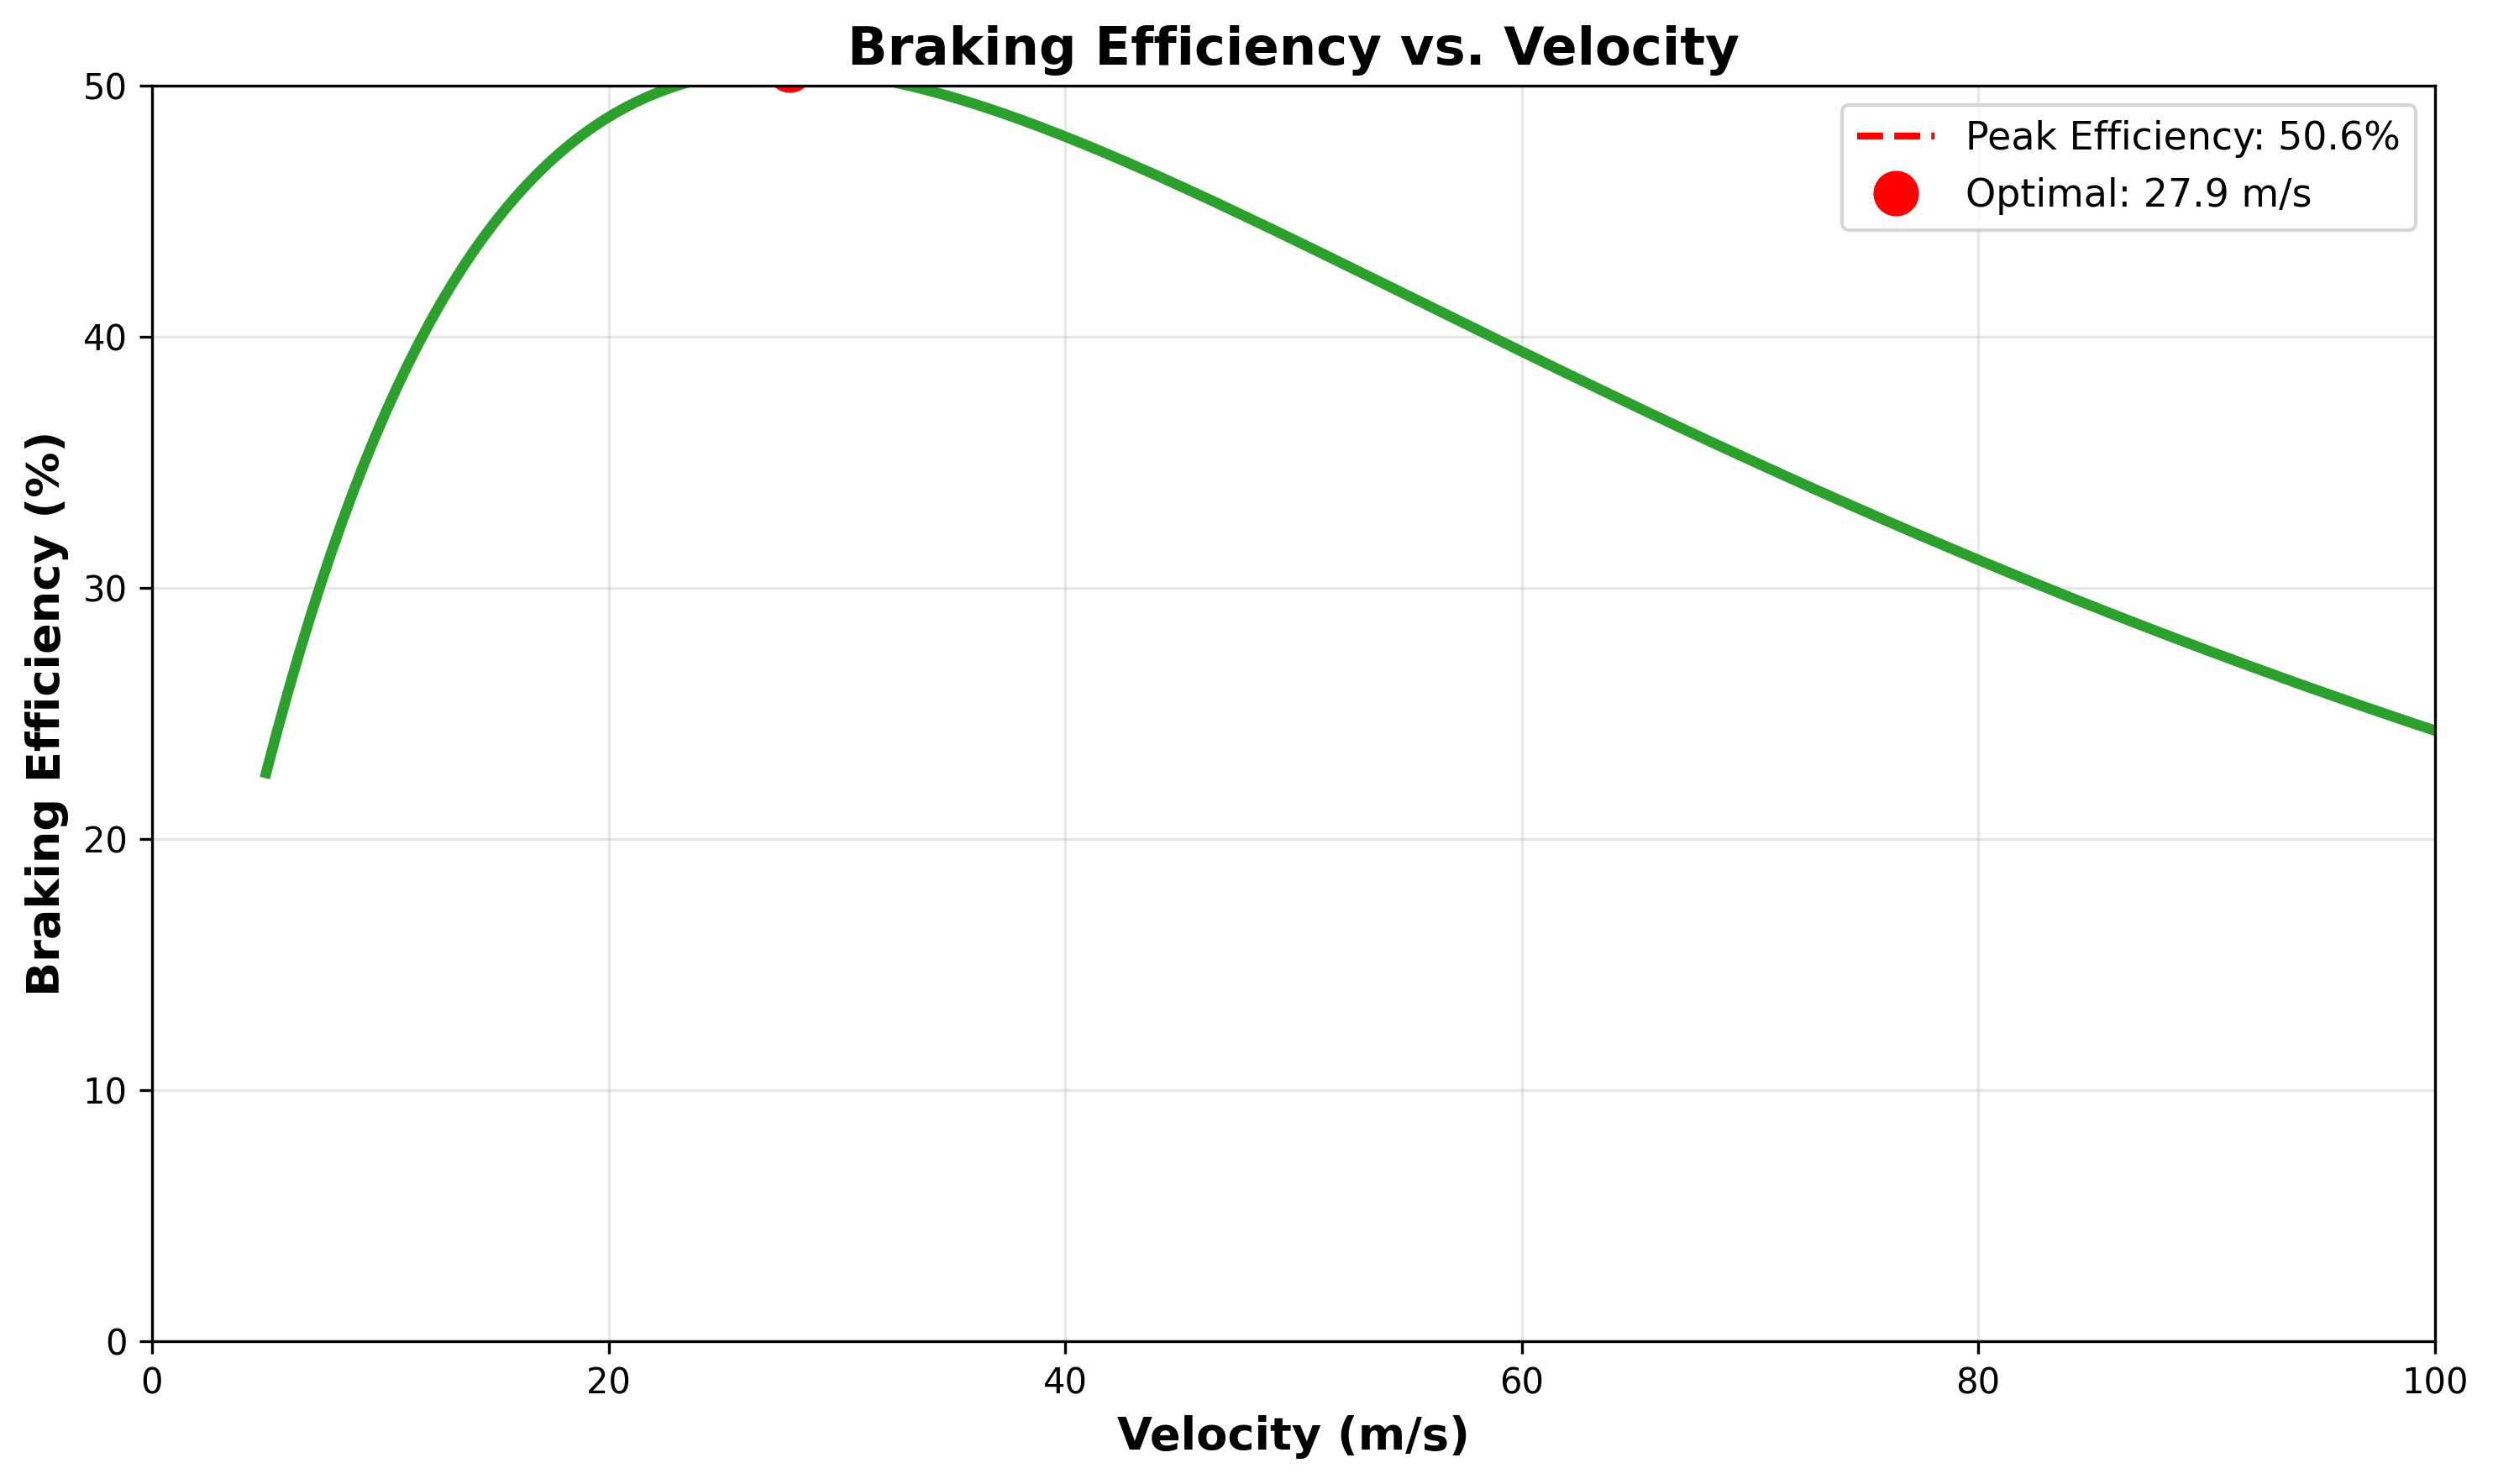 Braking Efficiency vs. Velocity
Peak Efficiency: 50.6%
Optimal: 27.9 m/s
Braking Efficiency (%)
50
40
30
20
10
0
0 20 40 60 80 100
Velocity (m/s)